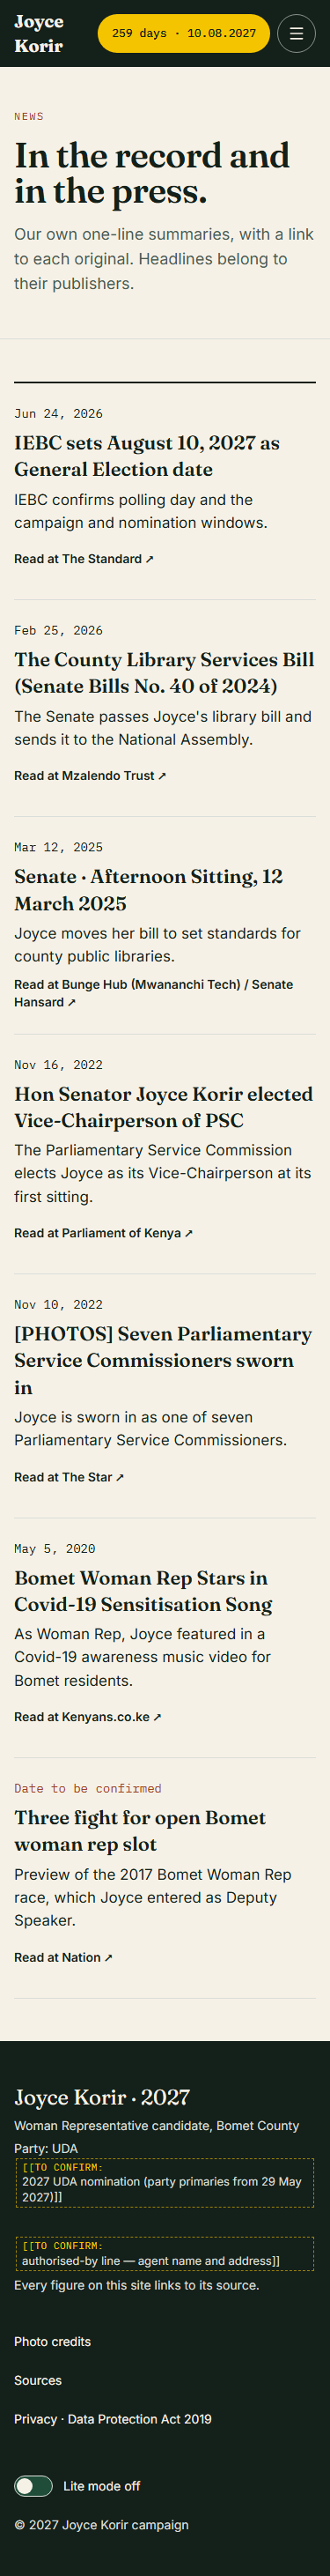 Joyce
Korir
259 days · 10.08.2027
NEWS
In the record and
in the press.
Our own one-line summaries, with a link
to each original. Headlines belong to
their publishers.
Jun 24, 2026
IEBC sets August 10, 2027 as
General Election date
IEBC confirms polling day and the
campaign and nomination windows.
Read at The Standard ↗
Feb 25, 2026
The County Library Services Bill
(Senate Bills No. 40 of 2024)
The Senate passes Joyce's library bill and
sends it to the National Assembly.
Read at Mzalendo Trust ↗
Mar 12, 2025
Senate · Afternoon Sitting, 12
March 2025
Joyce moves her bill to set standards for
county public libraries.
Read at Bunge Hub (Mwananchi Tech) / Senate
Hansard ↗
Nov 16, 2022
Hon Senator Joyce Korir elected
Vice-Chairperson of PSC
The Parliamentary Service Commission
elects Joyce as its Vice-Chairperson at its
first sitting.
Read at Parliament of Kenya ↗
Nov 10, 2022
[PHOTOS] Seven Parliamentary
Service Commissioners sworn
in
Joyce is sworn in as one of seven
Parliamentary Service Commissioners.
Read at The Star ↗
May 5, 2020
Bomet Woman Rep Stars in
Covid-19 Sensitisation Song
As Woman Rep, Joyce featured in a
Covid-19 awareness music video for
Bomet residents.
Read at Kenyans.co.ke ↗
Date to be confirmed
Three fight for open Bomet
woman rep slot
Preview of the 2017 Bomet Woman Rep
race, which Joyce entered as Deputy
Speaker.
Read at Nation ↗
Joyce Korir · 2027
Woman Representative candidate, Bomet County
Party: UDA
[[TO CONFIRM:
2027 UDA nomination (party primaries from 29 May
2027)]]
[[TO CONFIRM:
authorised-by line — agent name and address]]
Every figure on this site links to its source.
Photo credits
Sources
Privacy · Data Protection Act 2019
Lite mode off
© 2027 Joyce Korir campaign